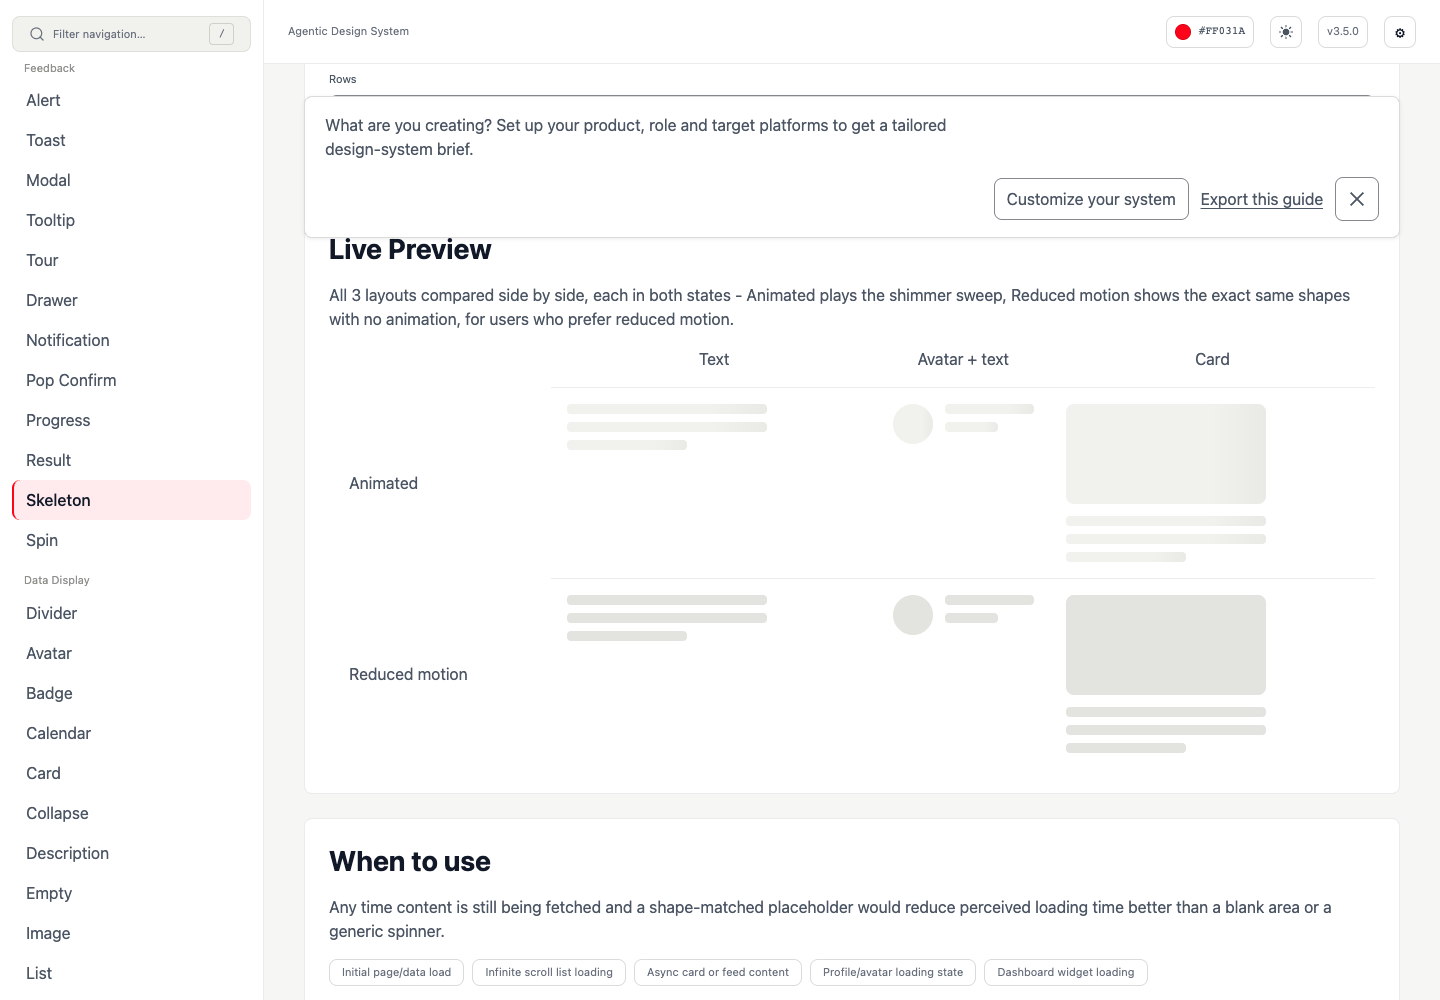 Filter navigation...
/
Feedback
Alert
Toast
Modal
Tooltip
Tour
Drawer
Notification
Pop Confirm
Progress
Result
Skeleton
Spin
Data Display
Divider
Avatar
Badge
Calendar
Card
Collapse
Description
Empty
Image
List
Agentic Design System
#FF031A
v3.5.0
Rows
What are you creating? Set up your product, role and target platforms to get a tailored
design-system brief.
Customize your system
Export this guide
Live Preview
All 3 layouts compared side by side, each in both states - Animated plays the shimmer sweep, Reduced motion shows the exact same shapes
with no animation, for users who prefer reduced motion.
Text Avatar + text Card
Animated
Reduced motion
When to use
Any time content is still being fetched and a shape-matched placeholder would reduce perceived loading time better than a blank area or a
generic spinner.
Initial page/data load Infinite scroll list loading Async card or feed content Profile/avatar loading state Dashboard widget loading